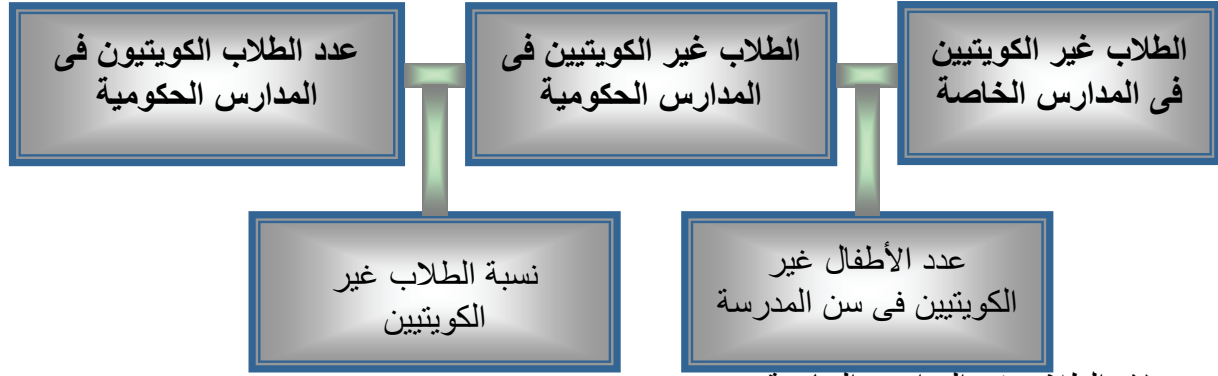 الطلاب غير الكويتيين
فى المدارس الخاصة
الطلاب غير الكويتيين فى
المدارس الحكومية
عدد الطلاب الكويتيون فى
المدارس الحكومية
عدد الأطفال غير
الكويتيين فى سن المدرسة
نسبة الطلاب غير
الكويتيين